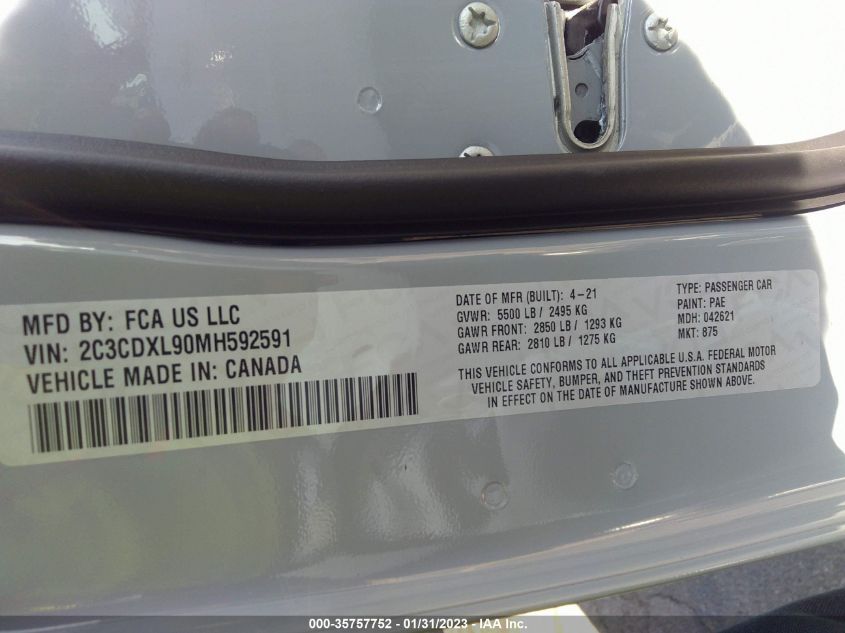 MFD BY: FCA US LLC
VIN: 2C3CDXL90MH592591
VEHICLE MADE IN: CANADA
DATE OF MFR (BUILT): 4-21
GVWR: 5500 LB / 2495 KG
GAWR FRONT: 2850 LB / 1293 KG
GAWR REAR: 2810 LB / 1275 KG
TYPE: PASSENGER CAR
PAINT: PAE
MDH: 042621
MKT: 875
THIS VEHICLE CONFORMS TO ALL APPLICABLE U.S.A. FEDERAL MOTOR
VEHICLE SAFETY, BUMPER, AND THEFT PREVENTION STANDARDS
IN EFFECT ON THE DATE OF MANUFACTURE SHOWN ABOVE.
000-35757752 - 01/31/2023 - IAA Inc.